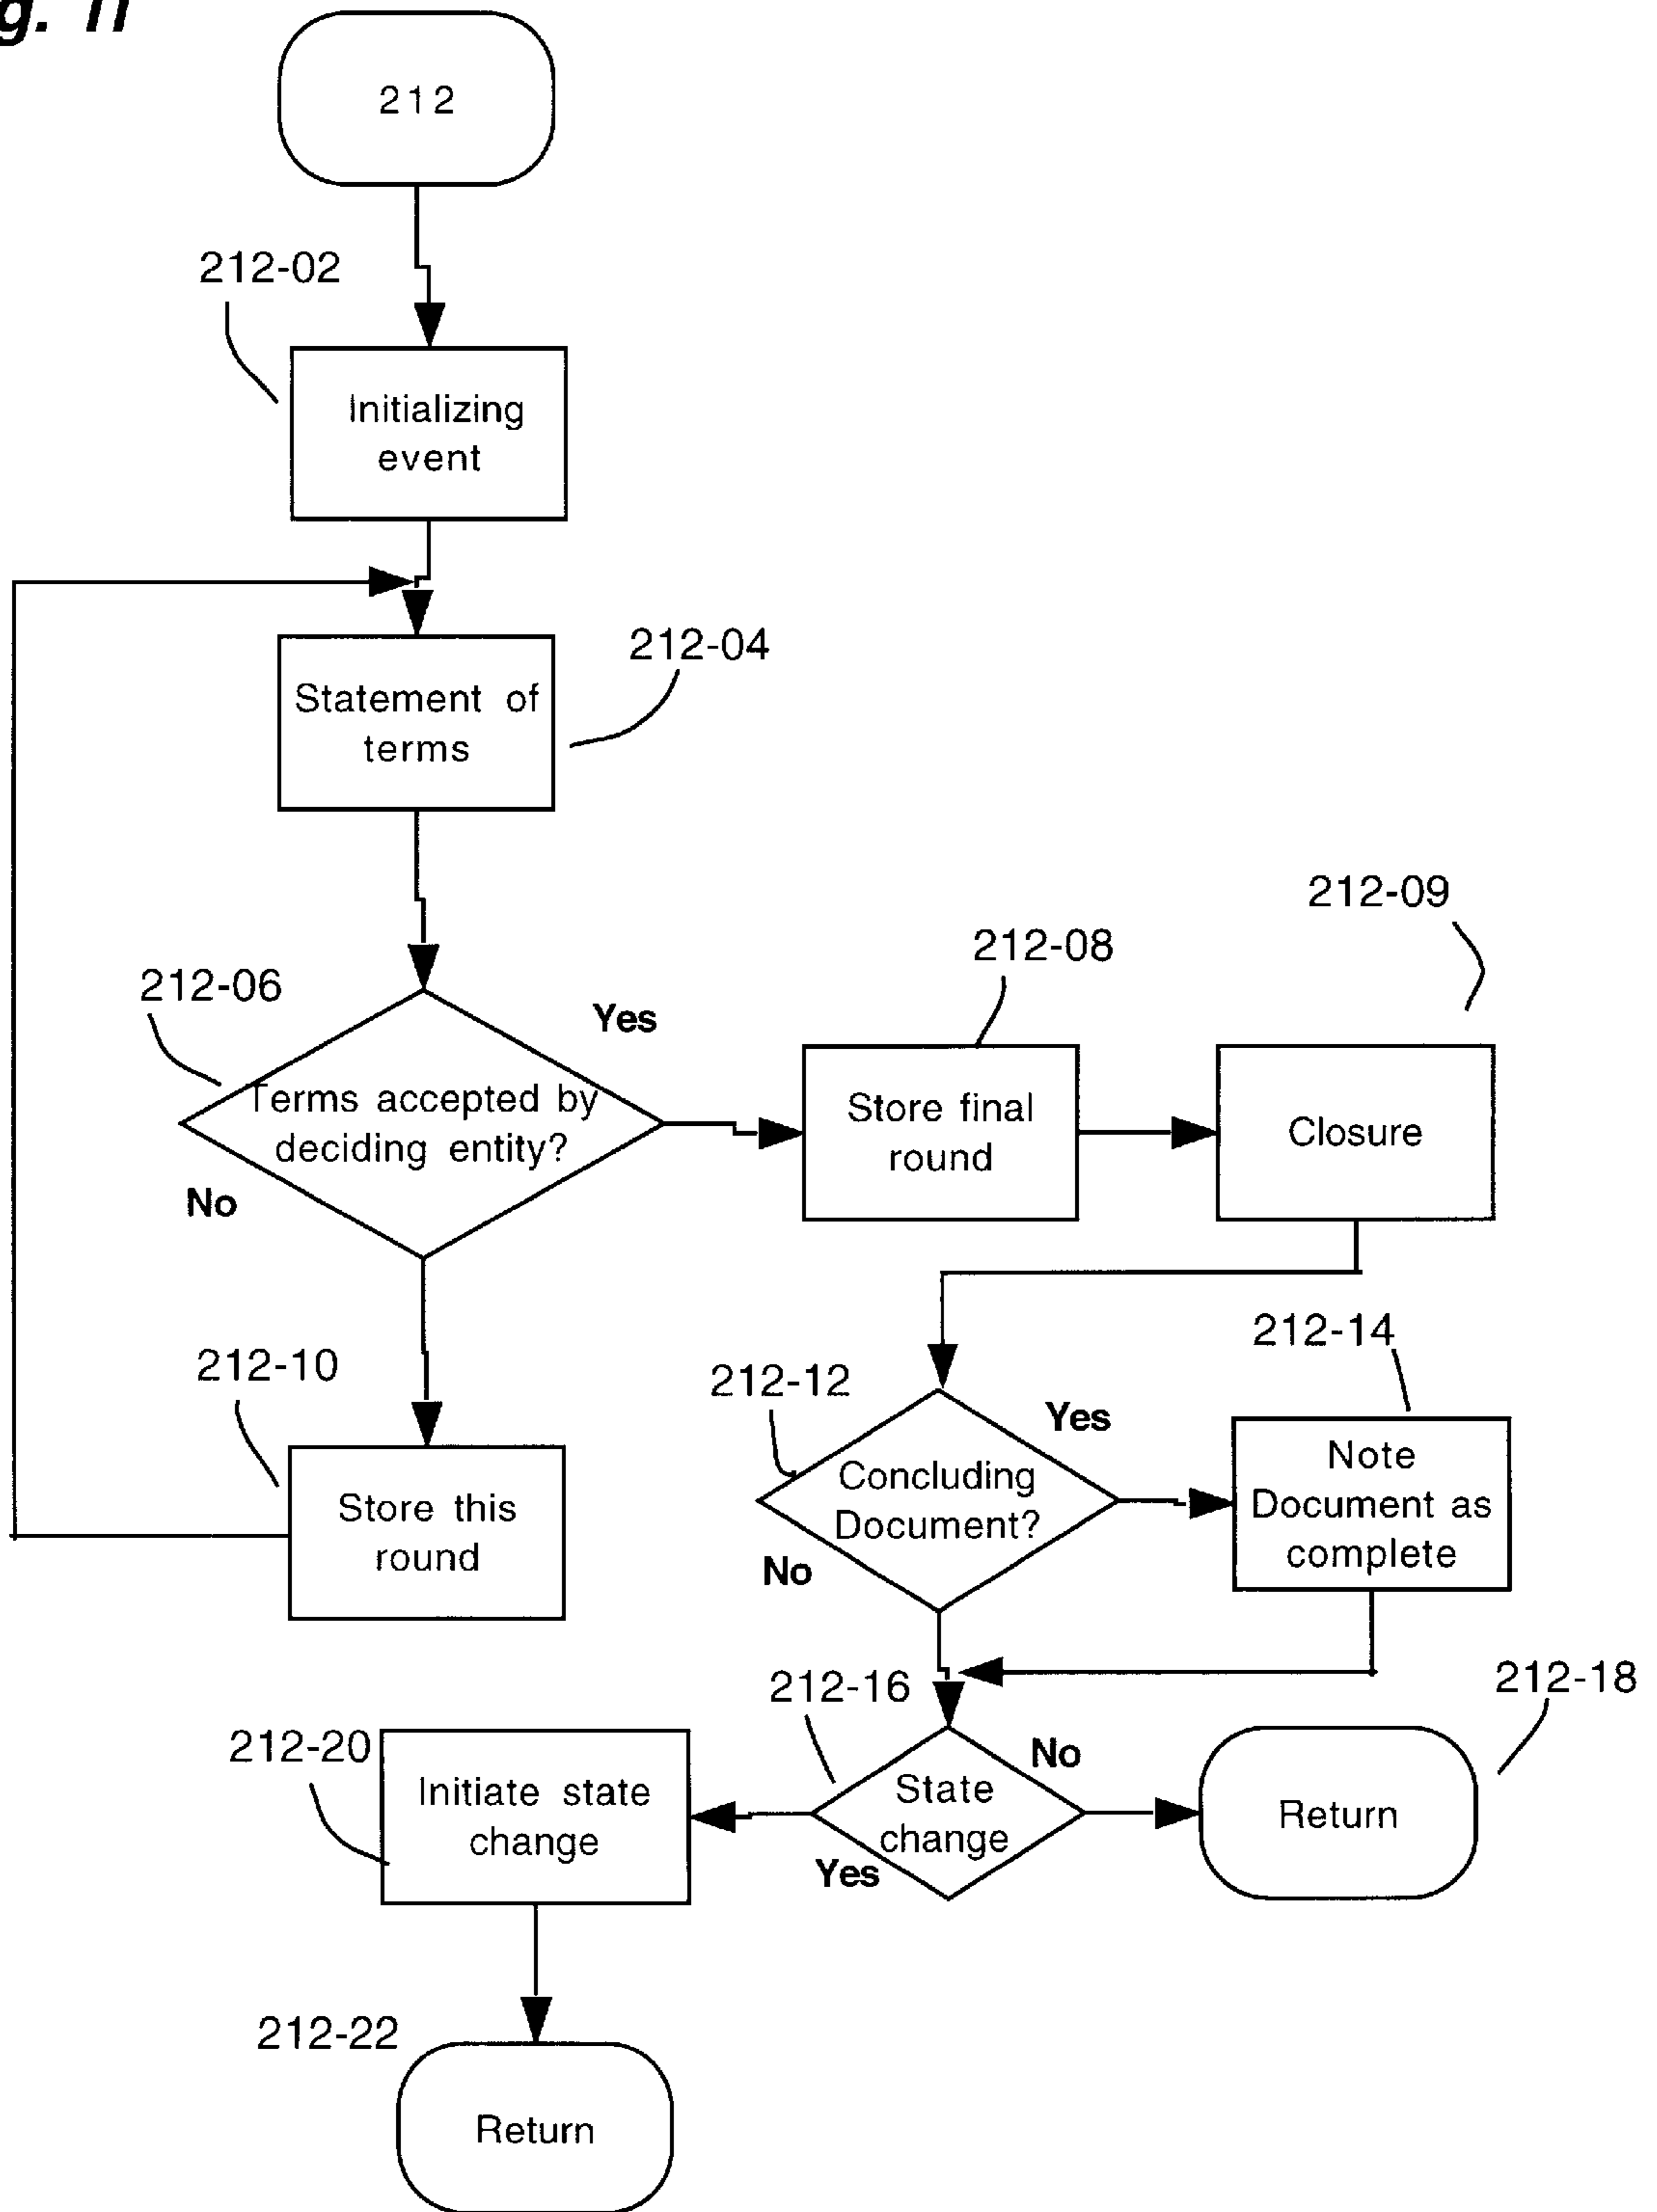 g. 11
212
212-02
Initializing
event
212-04
Statement of
terms
212-09
212-08
212-06
Yes
Terms accepted by
deciding entity?
No
Store final
round
Closure
212-14
212-10
212-12
Yes
Concluding
Document?
No
Note
Document as
complete
Store this
round
212-16
212-18
212-20
Initiate state
change
No
State
change
Yes
Return
212-22
Return